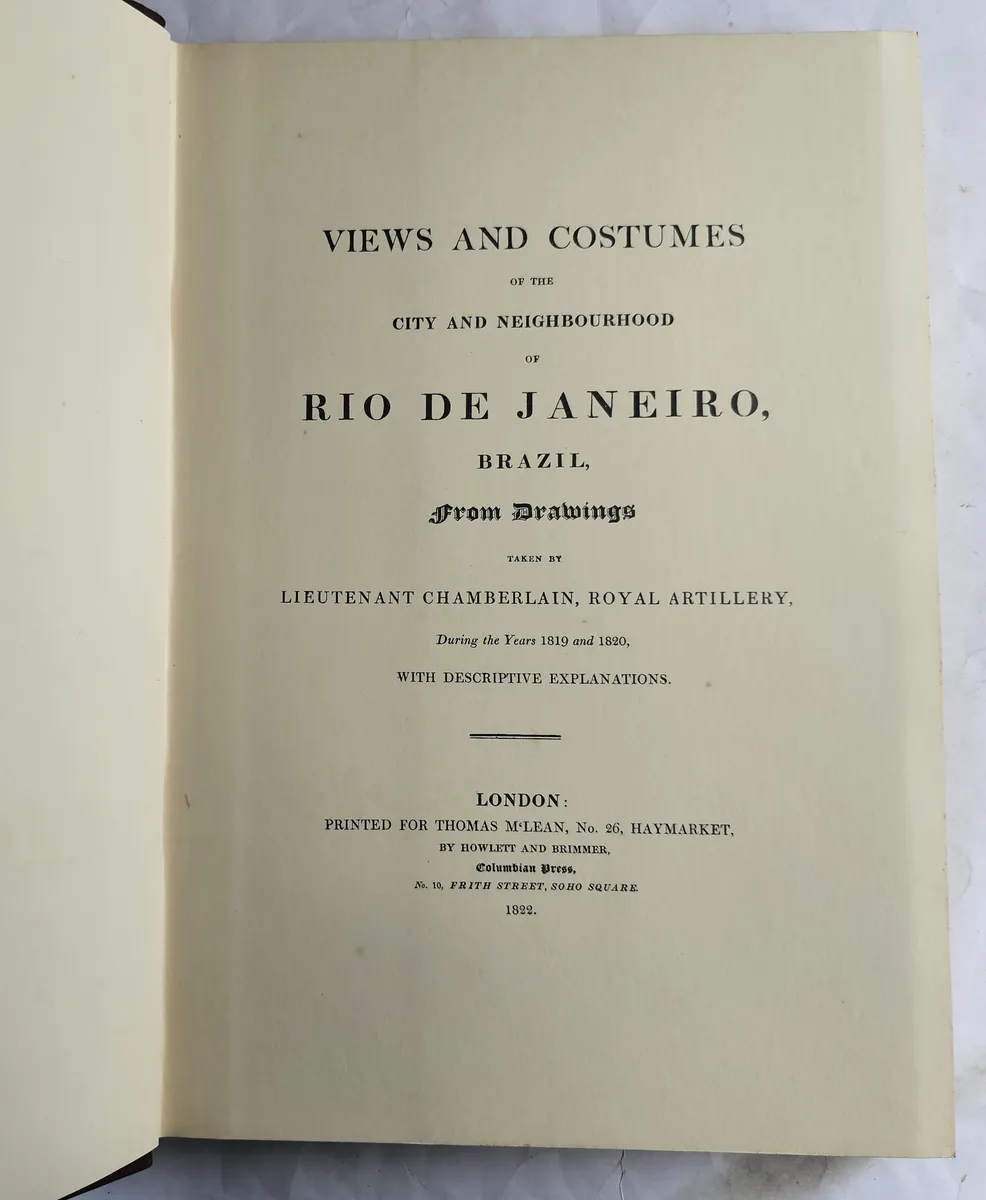 VIEWS AND COSTUMES
OF THE
CITY AND NEIGHBOURHOOD
OF
RIO DE JANEIRO,
BRAZIL,
From Drawings
TAKEN BY
LIEUTENANT CHAMBERLAIN, ROYAL ARTILLERY,
During the Years 1819 and 1820,
WITH DESCRIPTIVE EXPLANATIONS.
LONDON:
PRINTED FOR THOMAS M‘LEAN, No. 26, HAYMARKET,
BY HOWLETT AND BRIMMER,
Columbian Press,
No. 10, FRITH STREET, SOHO SQUARE.
1822.